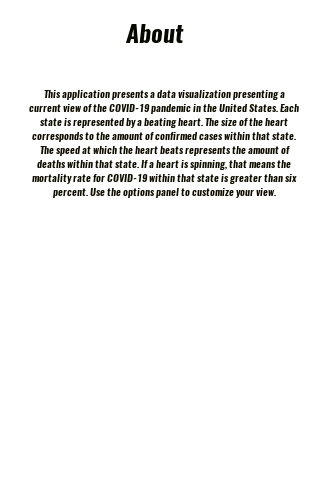 About
This application presents a data visualization presenting a
current view of the COVID-19 pandemic in the United States. Each
state is represented by a beating heart. The size of the heart
corresponds to the amount of confirmed cases within that state.
The speed at which the heart beats represents the amount of
deaths within that state. If a heart is spinning, that means the
mortality rate for COVID-19 within that state is greater than six
percent. Use the options panel to customize your view.